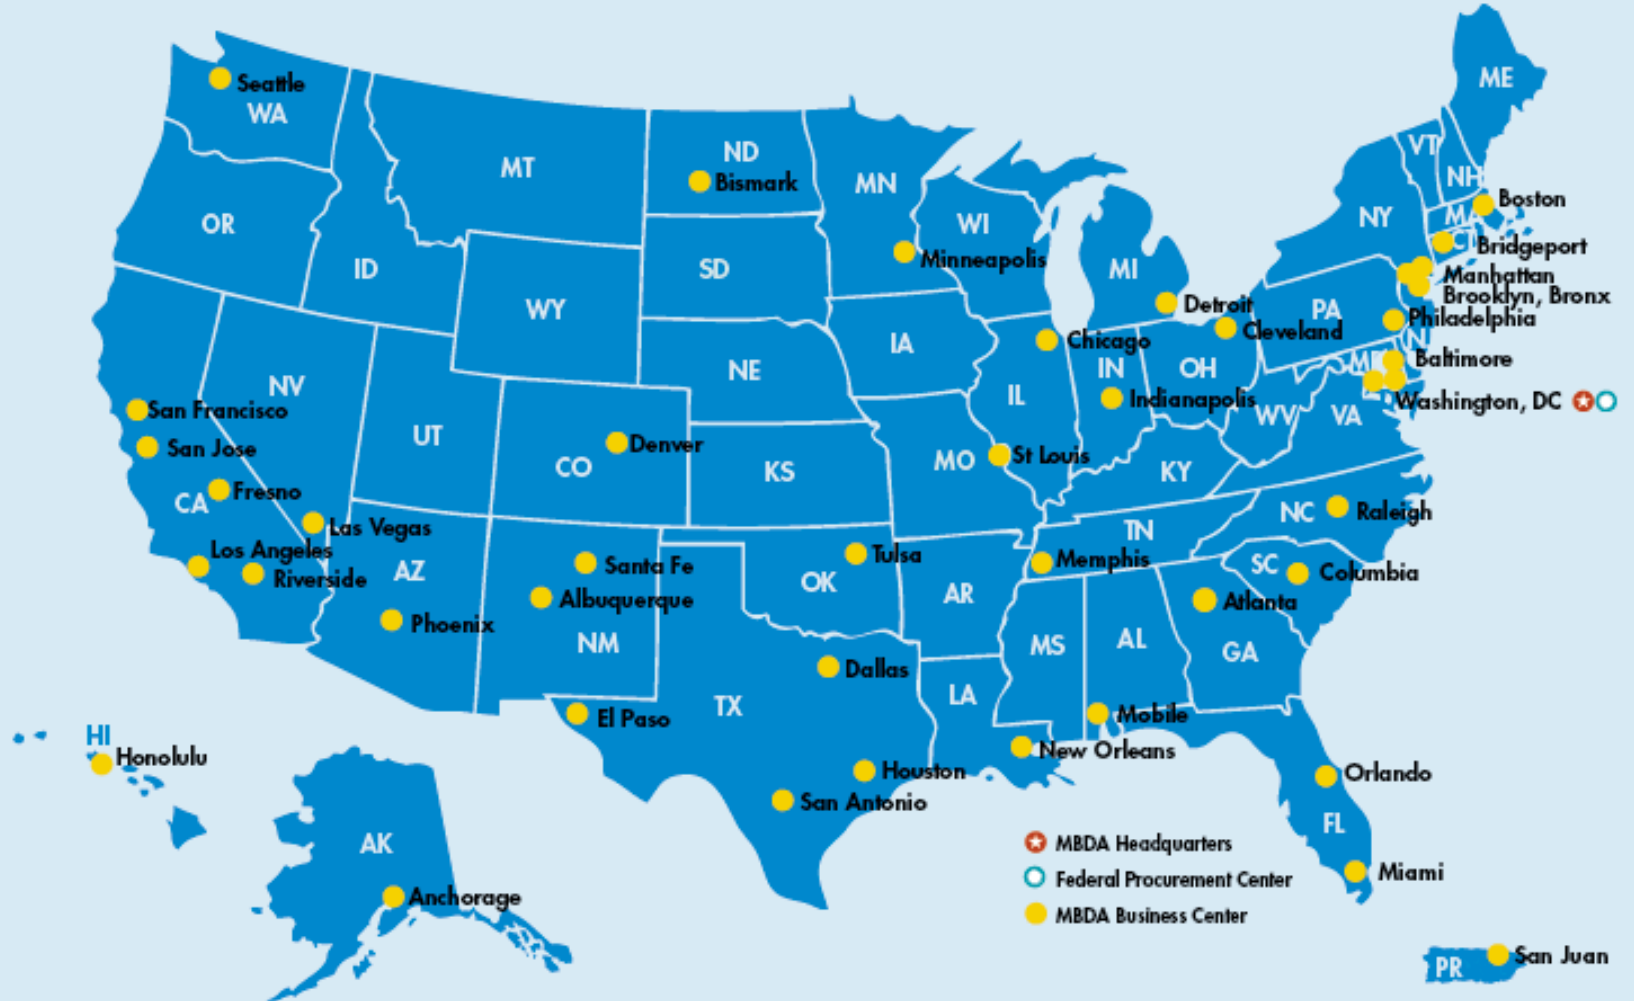 ME
Seattle
WA
VT
ND
MT
NH
Bismark
MN
Boston
WI
NY
MA
OR
CT
Bridgeport
Minneapolis
ID
SD
MI
Manhattan
Brooklyn, Bronx
Detroit
WY
PA
Philadelphia
Cleveland
Chicago
IA
Baltimore
IN
OH
NE
NV
IL
Indianapolis
Washington, DC
San Francisco
WV
VA
UT
Denver
San Jose
St Louis
MO
CO
KS
KY
Fresno
CA
NC
Raleigh
Las Vegas
TN
Los Angeles
Tulsa
Memphis
Santa Fe
SC
Columbia
AZ
Riverside
OK
AR
Albuquerque
Atlanta
Phoenix
AL
NM
MS
GA
Dallas
LA
TX
Mobile
El Paso
HI
New Orleans
Honolulu
Houston
Orlando
San Antonio
FL
AK
MBDA Headquarters
Miami
Federal Procurement Center
Anchorage
MBDA Business Center
San Juan
PR